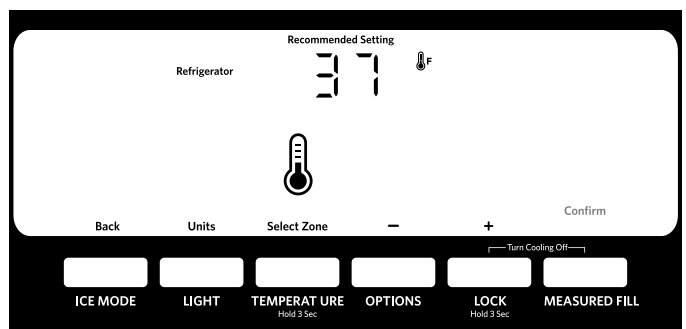 Recommended Setting
Refrigerator 37 F
Confirm
Back Units Select Zone − +
Turn Cooling Off
ICE MODE LIGHT TEMPERAT URE OPTIONS LOCK MEASURED FILL
Hold 3 Sec Hold 3 Sec